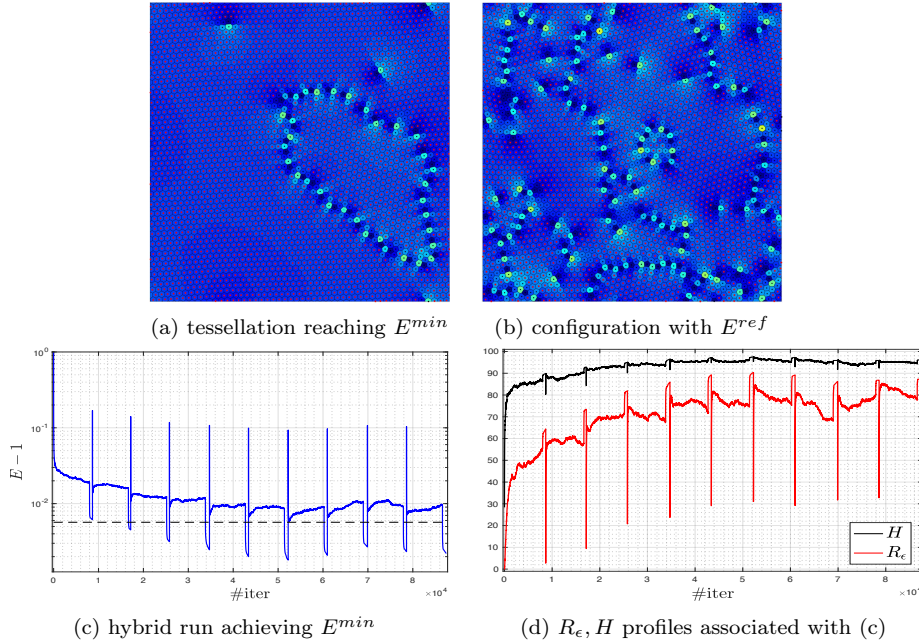 (a) tessellation reaching E^{min}
(b) configuration with E^{ref}
10^0
10^{-1}
10^{-2}
E − 1
0 1 2 3 4 5 6 7 8
×10^4
#iter
100
90
80
70
60
50
40
30
20
10
0
H
R_ϵ
0 1 2 3 4 5 6 7 8
#iter
(c) hybrid run achieving E^{min}
(d) R_ϵ, H profiles associated with (c)